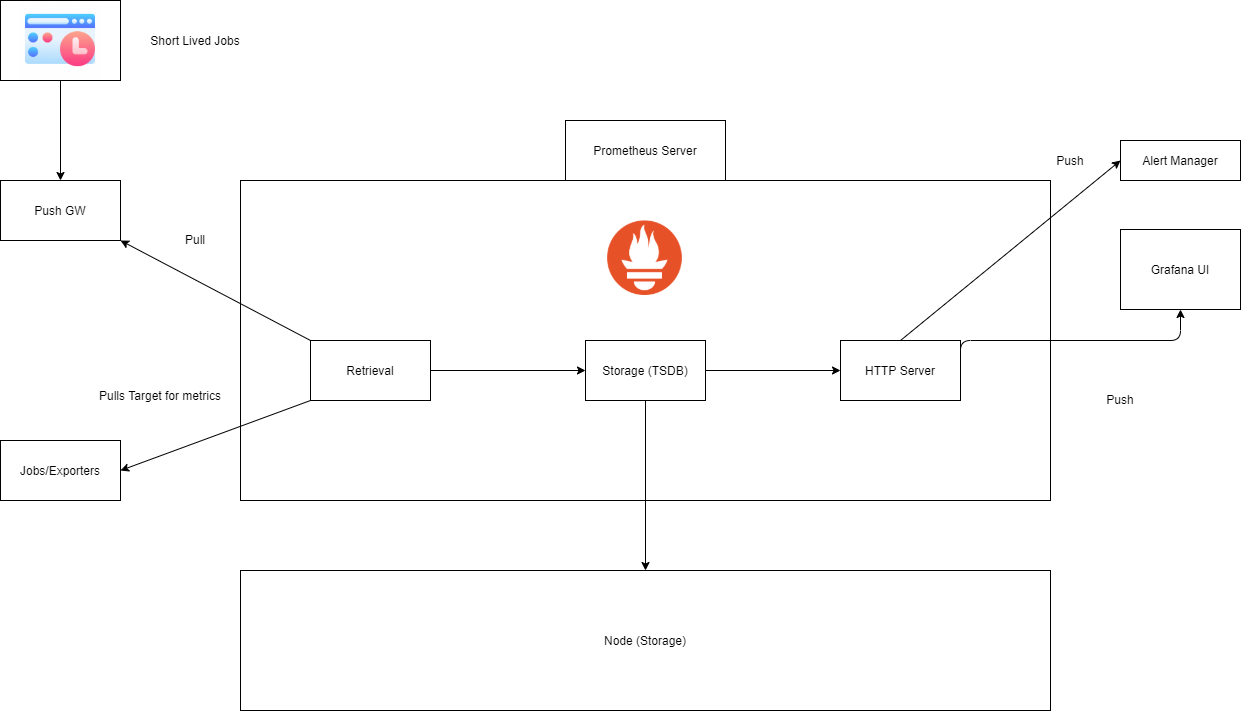 Short Lived Jobs
Prometheus Server
Push
Alert Manager
Push GW
Pull
Grafana UI
Retrieval
Storage (TSDB)
HTTP Server
Pulls Target for metrics
Push
Jobs/Exporters
Node (Storage)